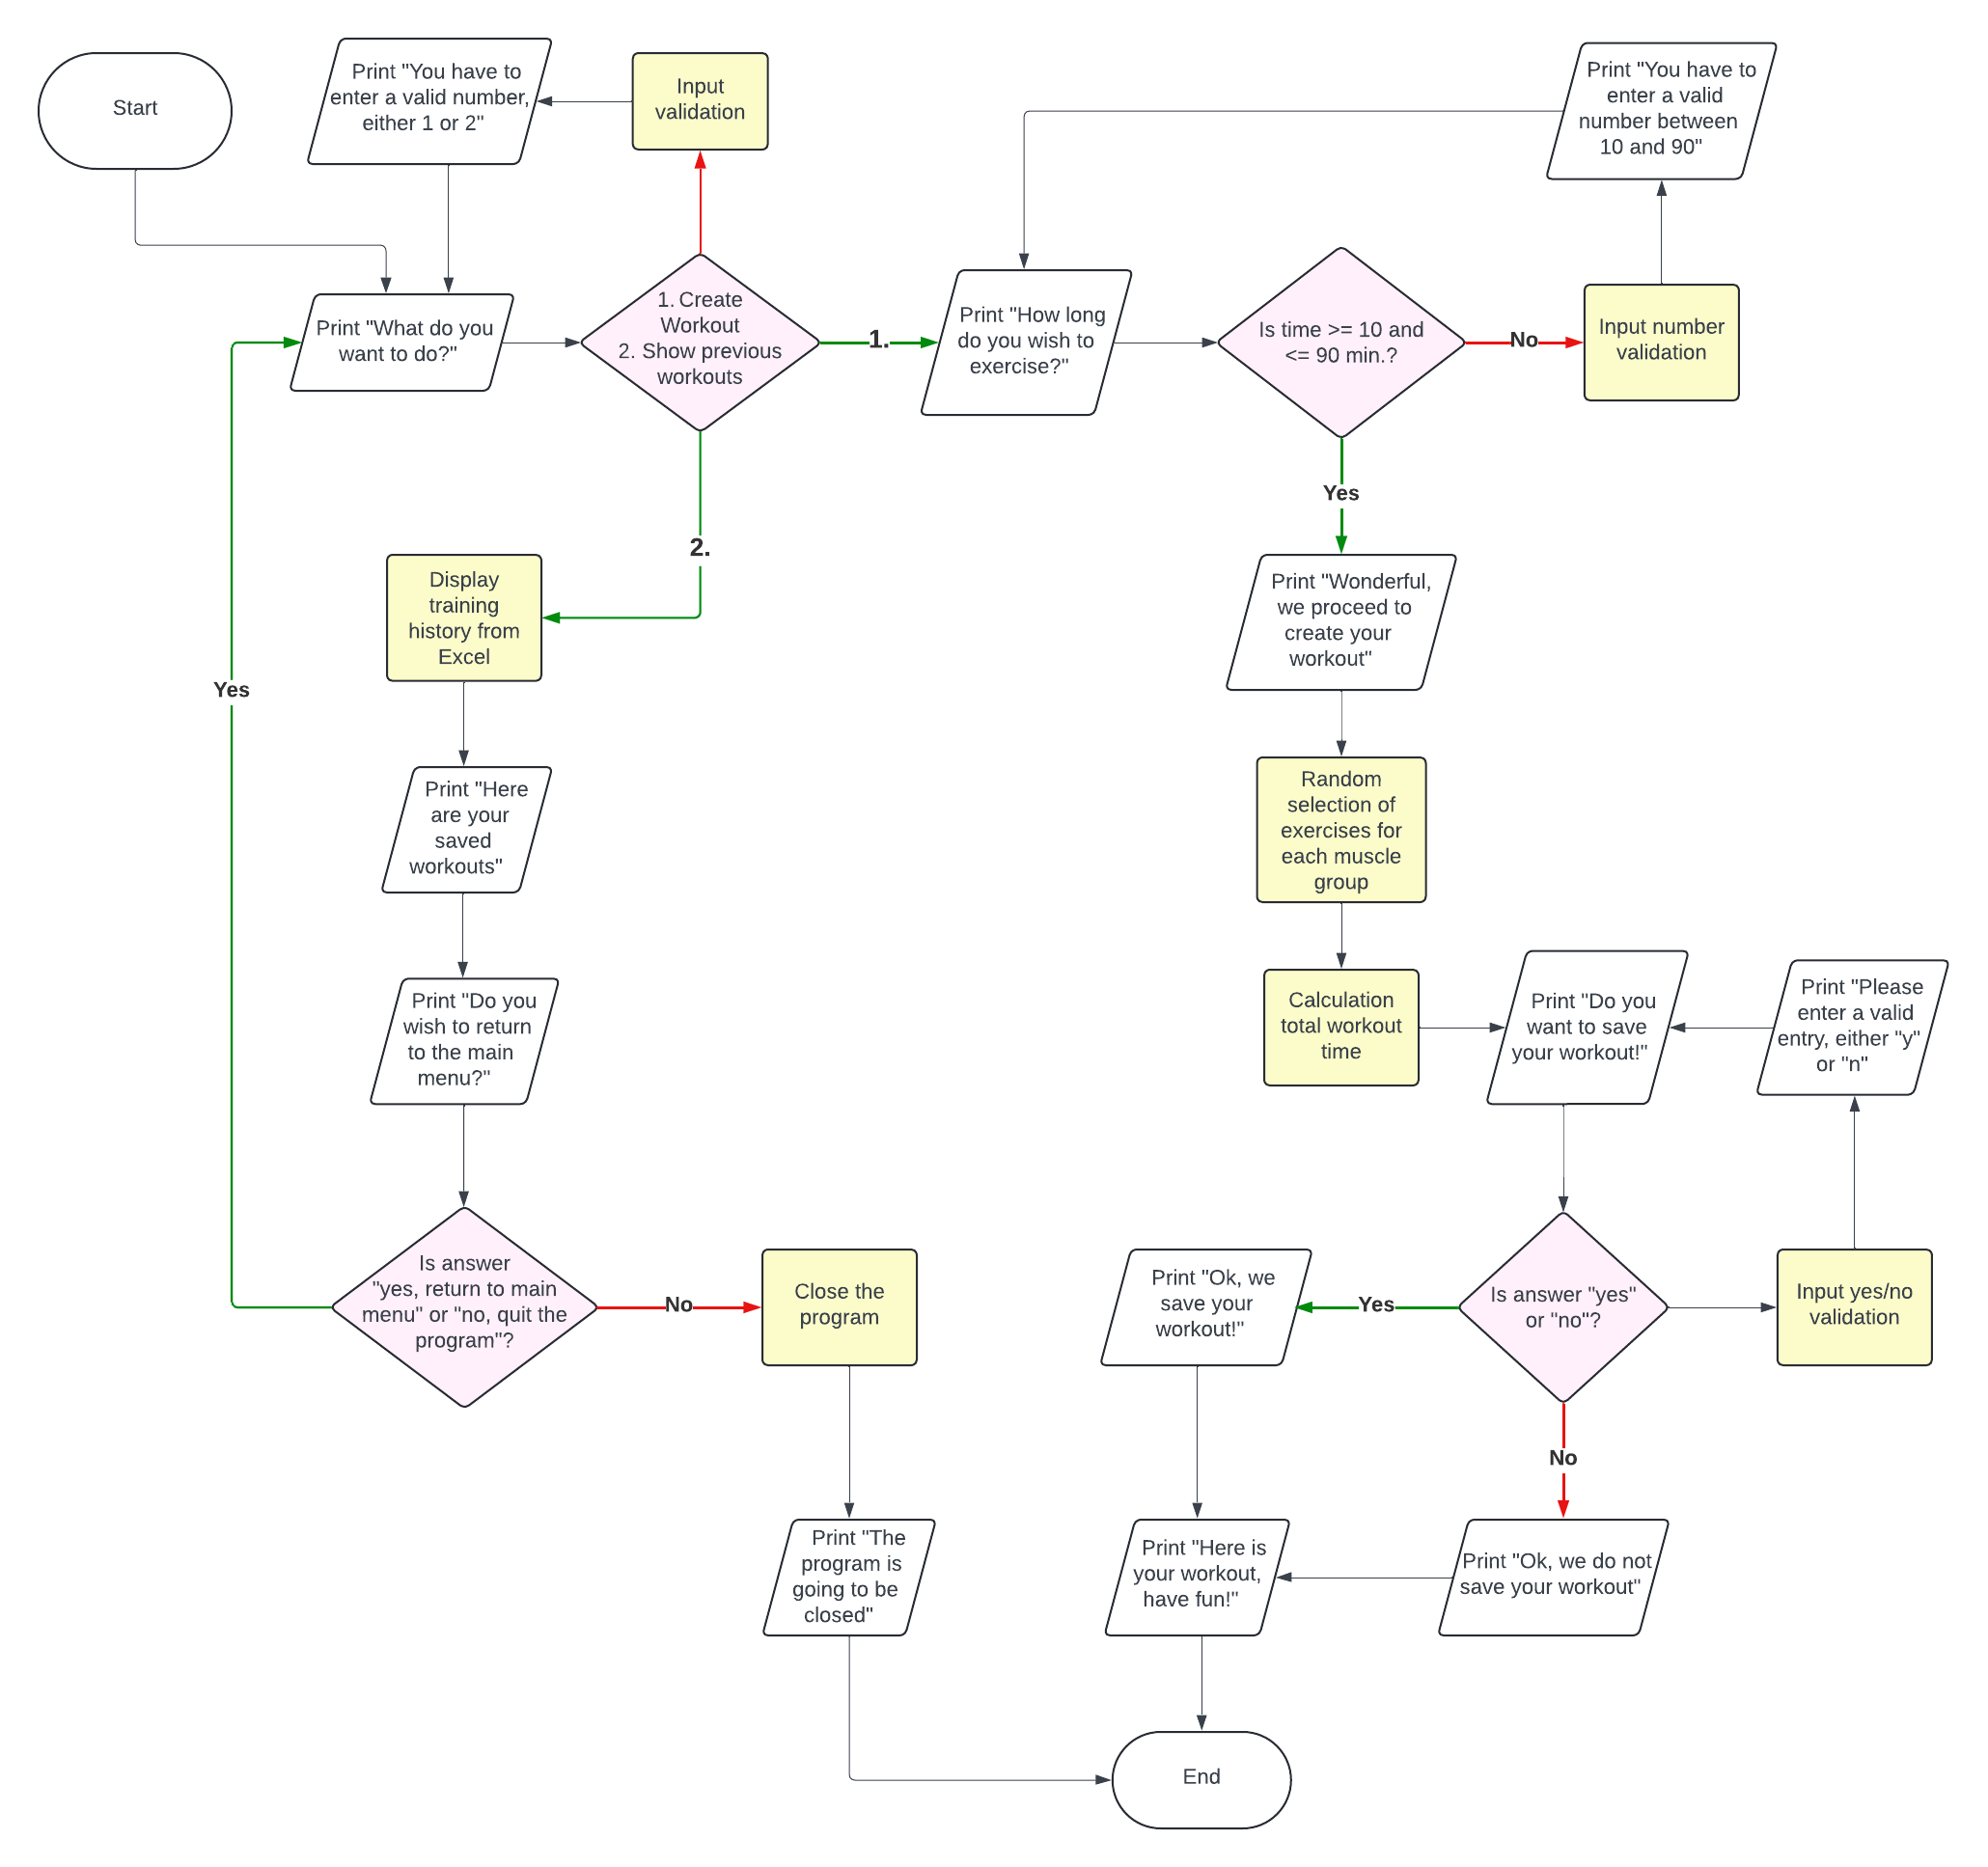 Start
Print "You have to
enter a valid number,
either 1 or 2"
Input
validation
Print "You have to
enter a valid
number between
10 and 90"
Print "What do you
want to do?"
1. Create
Workout
2. Show previous
workouts
1.
Print "How long
do you wish to
exercise?"
Is time >= 10 and
<= 90 min.?
No
Input number
validation
Yes
2.
Display
training
history from
Excel
Print "Wonderful,
we proceed to
create your
workout"
Yes
Print "Here
are your
saved
workouts"
Random
selection of
exercises for
each muscle
group
Print "Do you
wish to return
to the main
menu?"
Calculation
total workout
time
Print "Do you
want to save
your workout!"
Print "Please
enter a valid
entry, either "y"
or "n"
Is answer
"yes, return to main
menu" or "no, quit the
program"?
No
Close the
program
Print "Ok, we
save your
workout!"
Yes
Is answer "yes"
or "no"?
Input yes/no
validation
No
Print "The
program is
going to be
closed"
Print "Here is
your workout,
have fun!"
Print "Ok, we do not
save your workout"
End